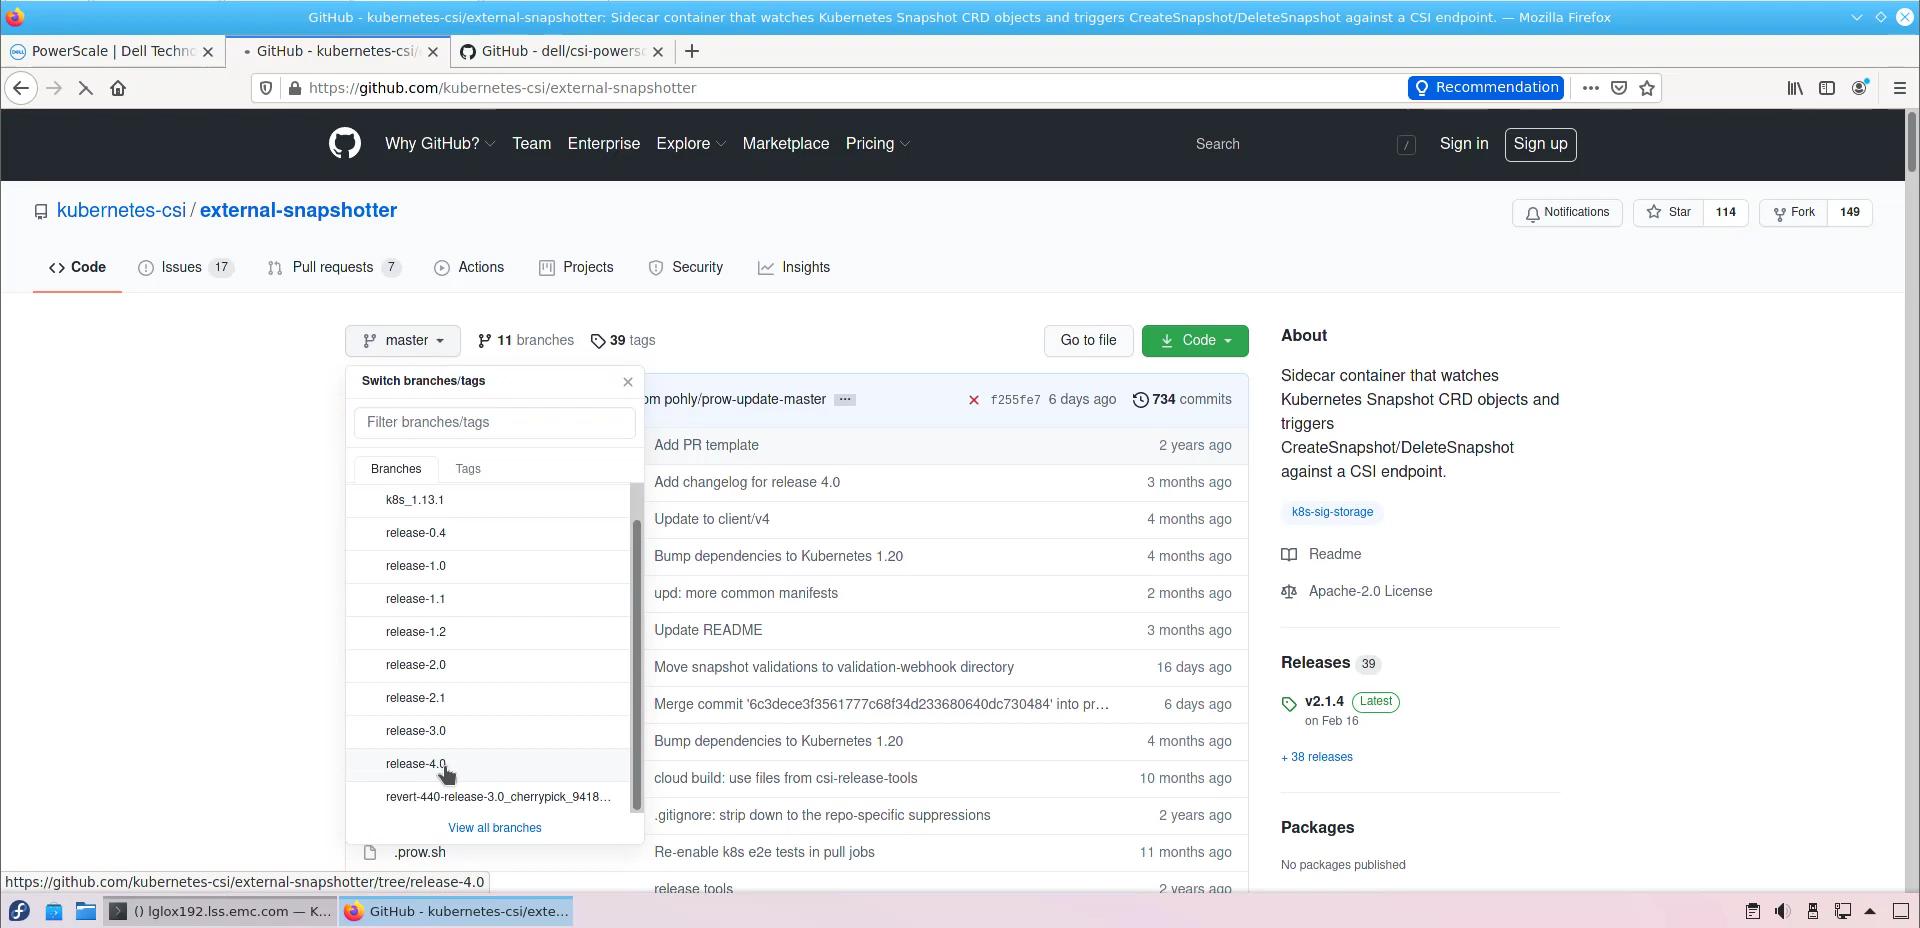 GitHub - kubernetes-csi/external-snapshotter: Sidecar container that watches Kubernetes Snapshot CRD objects and triggers CreateSnapshot/DeleteSnapshot against a CSI endpoint. — Mozilla Firefox
PowerScale | Dell Techno
GitHub - kubernetes-csi/
GitHub - dell/csi-powersc
https://github.com/kubernetes-csi/external-snapshotter
Recommendation
Why GitHub?
Team
Enterprise
Explore
Marketplace
Pricing
Search
/
Sign in
Sign up
kubernetes-csi / external-snapshotter
Notifications
Star 114
Fork 149
Code
Issues 17
Pull requests 7
Actions
Projects
Security
Insights
master
11 branches
39 tags
Go to file
Code
Switch branches/tags
Filter branches/tags
Branches
Tags
k8s_1.13.1
release-0.4
release-1.0
release-1.1
release-1.2
release-2.0
release-2.1
release-3.0
release-4.0
revert-440-release-3.0_cherrypick_9418…
View all branches
om pohly/prow-update-master ...
f255fe7 6 days ago
734 commits
Add PR template 2 years ago
Add changelog for release 4.0 3 months ago
Update to client/v4 4 months ago
Bump dependencies to Kubernetes 1.20 4 months ago
upd: more common manifests 2 months ago
Update README 3 months ago
Move snapshot validations to validation-webhook directory 16 days ago
Merge commit '6c3dece3f3561777c68f34d233680640dc730484' into pr… 6 days ago
Bump dependencies to Kubernetes 1.20 4 months ago
cloud build: use files from csi-release-tools 10 months ago
.gitignore: strip down to the repo-specific suppressions 2 years ago
.prow.sh Re-enable k8s e2e tests in pull jobs 11 months ago
release tools 2 years ago
About
Sidecar container that watches
Kubernetes Snapshot CRD objects and
triggers
CreateSnapshot/DeleteSnapshot
against a CSI endpoint.
k8s-sig-storage
Readme
Apache-2.0 License
Releases 39
v2.1.4 Latest
on Feb 16
+ 38 releases
Packages
No packages published
https://github.com/kubernetes-csi/external-snapshotter/tree/release-4.0
() lglox192.lss.emc.com — K...
GitHub - kubernetes-csi/exte...